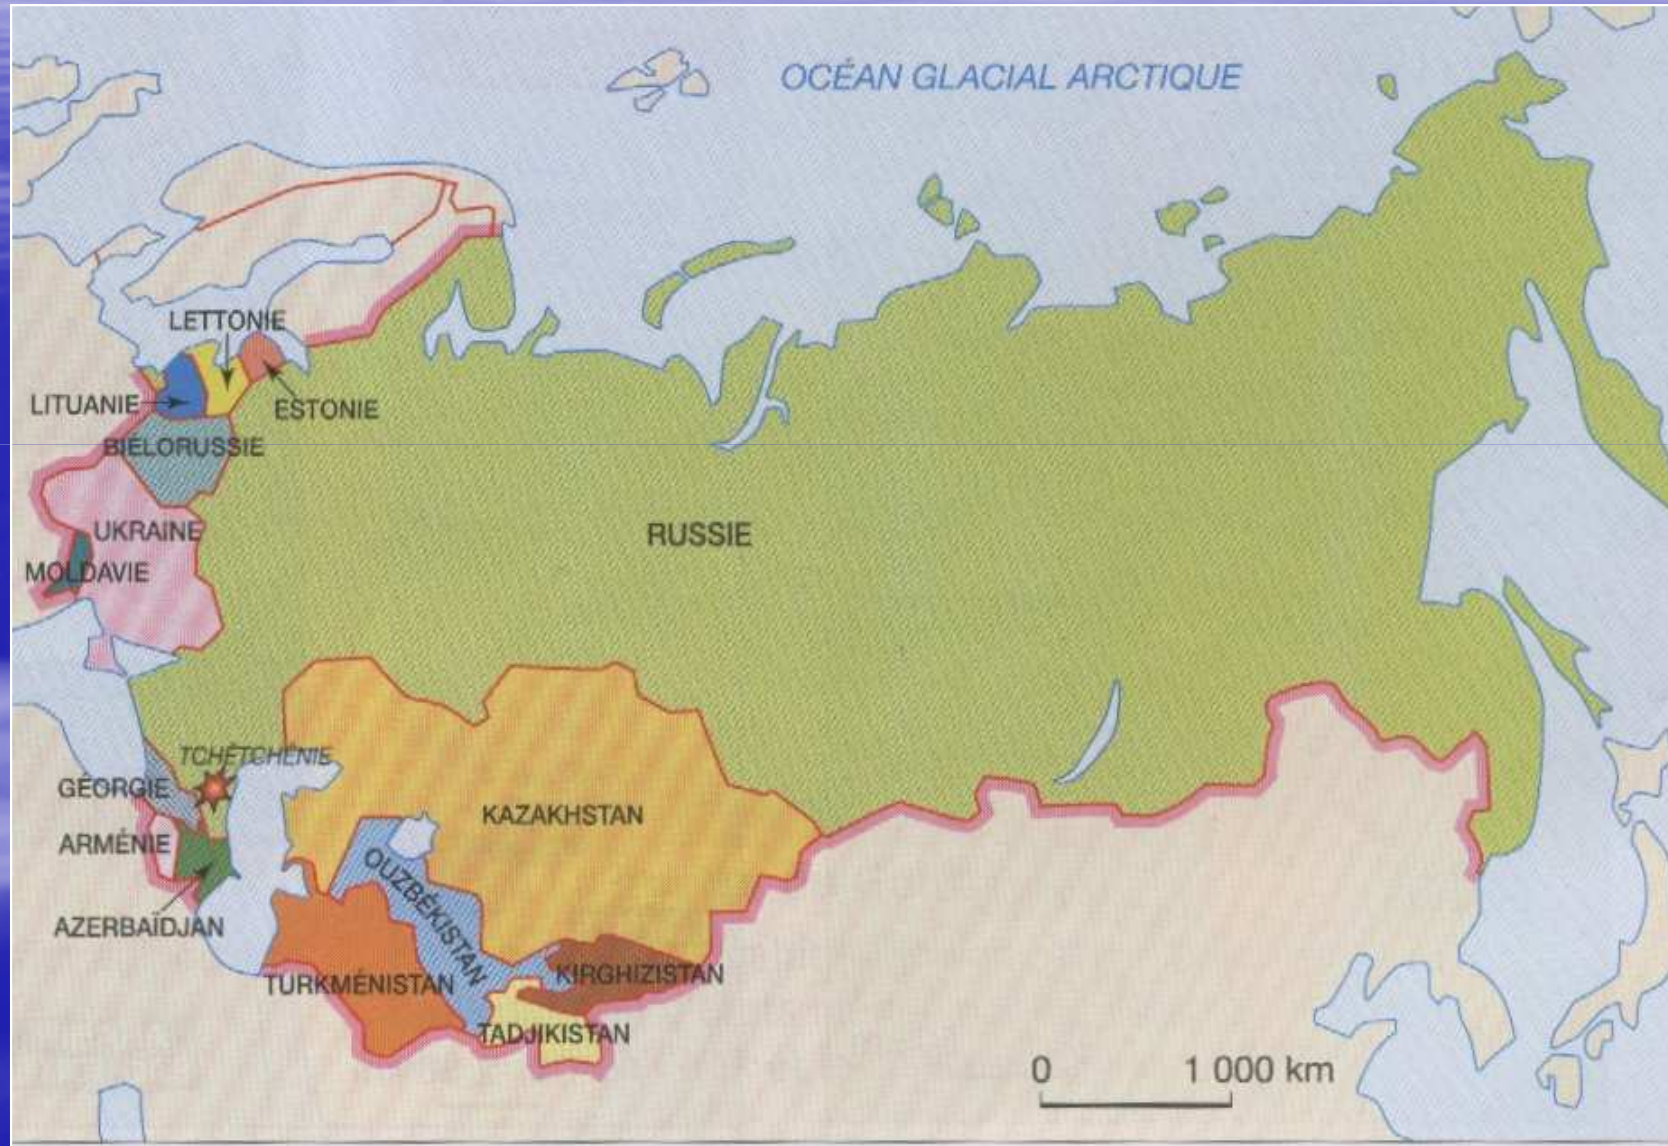 OCÉAN GLACIAL ARCTIQUE
LETTONIE
LITUANIE
ESTONIE
BIÉLORUSSIE
UKRAINE
RUSSIE
MOLDAVIE
TCHÉTCHÉNIE
GÉORGIE
KAZAKHSTAN
ARMÉNIE
OUZBÉKISTAN
AZERBAÏDJAN
KIRGHIZISTAN
TURKMÉNISTAN
TADJIKISTAN
0 1 000 km